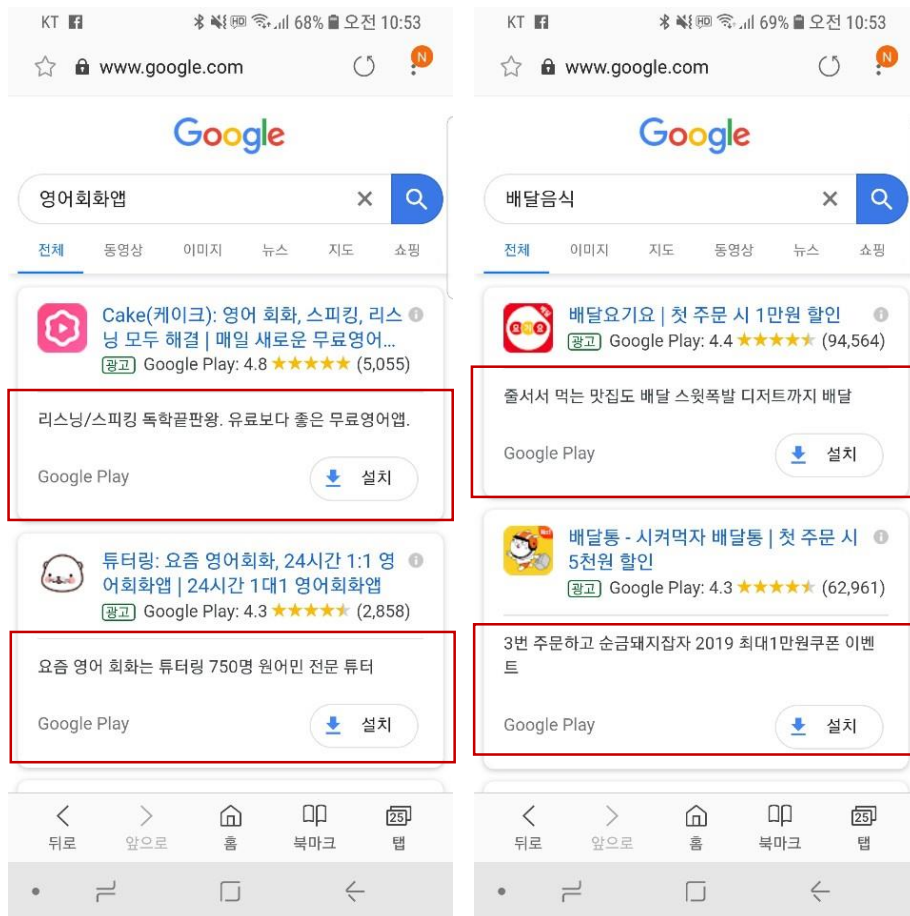 KT HD 68% 오전 10:53
www.google.com N
Google
영어회화앱
전체 동영상 이미지 뉴스 지도 쇼핑
Cake(케이크): 영어 회화, 스피킹, 리스
닝 모두 해결 | 매일 새로운 무료영어...
광고 Google Play: 4.8 ★★★★★ (5,055)
리스닝/스피킹 독학끝판왕. 유료보다 좋은 무료영어앱.
Google Play 설치
튜터링: 요즘 영어회화, 24시간 1:1 영
어회화앱 | 24시간 1대1 영어회화앱
광고 Google Play: 4.3 ★★★★★ (2,858)
요즘 영어 회화는 튜터링 750명 원어민 전문 튜터
Google Play 설치
뒤로 앞으로 홈 북마크 25 탭
KT HD 69% 오전 10:53
www.google.com N
Google
배달음식
전체 이미지 지도 동영상 뉴스 쇼핑
요기요
배달요기요 | 첫 주문 시 1만원 할인
광고 Google Play: 4.4 ★★★★★ (94,564)
줄서서 먹는 맛집도 배달 스윗폭발 디저트까지 배달
Google Play 설치
배달통 - 시켜먹자 배달통 | 첫 주문 시
5천원 할인
광고 Google Play: 4.3 ★★★★★ (62,961)
3번 주문하고 순금돼지잡자 2019 최대1만원쿠폰 이벤
트
Google Play 설치
뒤로 앞으로 홈 북마크 25 탭